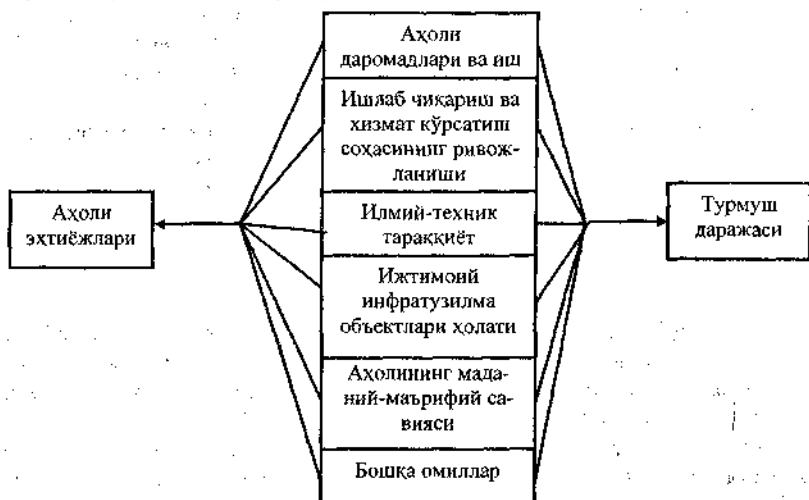 Аҳоли
даромадлари ва иш
Ишлаб чиқариш ва
хизмат кўрсатиш
соҳасининг ривож-
ланиши
Аҳоли
эҳтиёжлари
Илмий-техник
тараққиёт
Турмуш
даражаси
Ижтимоий
инфратузилма
объектлари ҳолати
Аҳолининг мада-
ний-маърифий са-
вияси
Бошқа омиллар